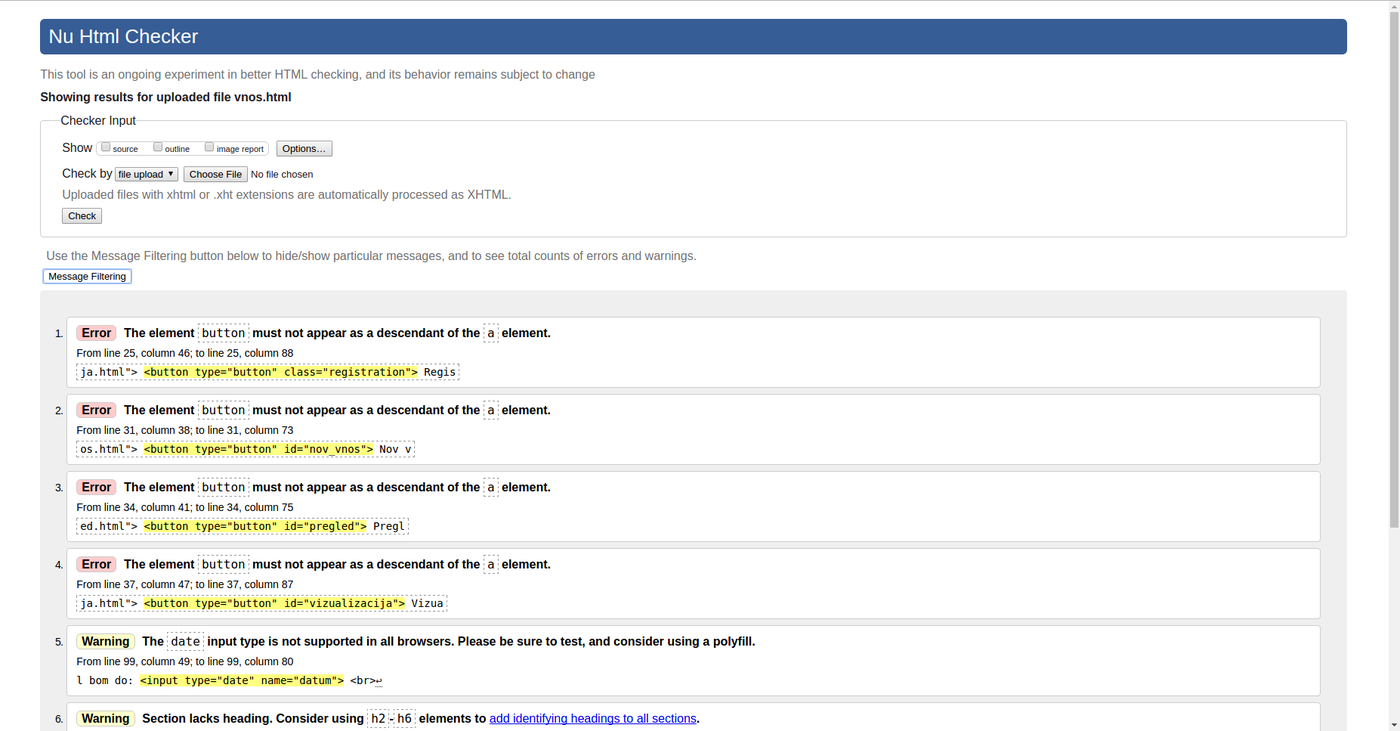 Nu Html Checker
This tool is an ongoing experiment in better HTML checking, and its behavior remains subject to change
Showing results for uploaded file vnos.html
Checker Input
Show source outline image report Options...
Check by file upload Choose File No file chosen
Uploaded files with xhtml or .xht extensions are automatically processed as XHTML.
Check
Use the Message Filtering button below to hide/show particular messages, and to see total counts of errors and warnings.
Message Filtering
1. Error The element button must not appear as a descendant of the a element.
From line 25, column 46; to line 25, column 88
ja.html"> <button type="button" class="registration"> Regis
2. Error The element button must not appear as a descendant of the a element.
From line 31, column 38; to line 31, column 73
os.html"> <button type="button" id="nov_vnos"> Nov v
3. Error The element button must not appear as a descendant of the a element.
From line 34, column 41; to line 34, column 75
ed.html"> <button type="button" id="pregled"> Pregl
4. Error The element button must not appear as a descendant of the a element.
From line 37, column 47; to line 37, column 87
ja.html"> <button type="button" id="vizualizacija"> Vizua
5. Warning The date input type is not supported in all browsers. Please be sure to test, and consider using a polyfill.
From line 99, column 49; to line 99, column 80
l bom do: <input type="date" name="datum"> <br>↩
6. Warning Section lacks heading. Consider using h2-h6 elements to add identifying headings to all sections.